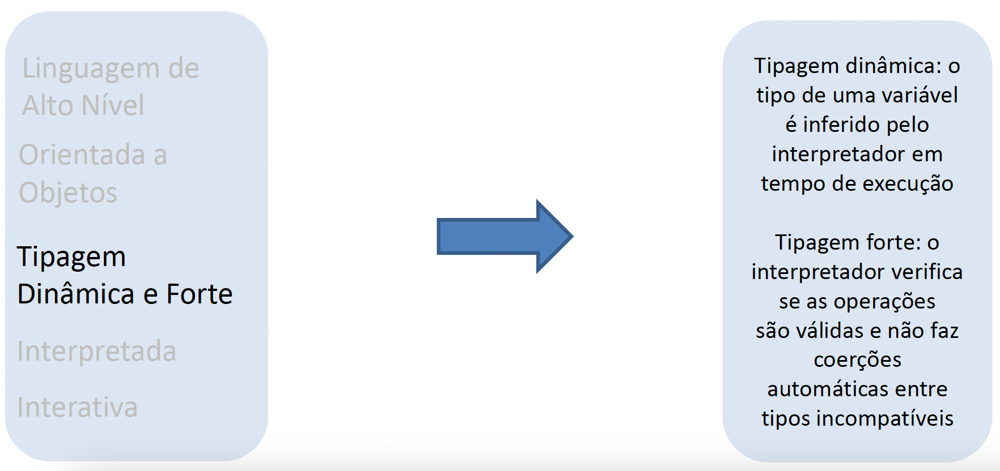 Linguagem de
Alto Nível
Orientada a
Objetos
Tipagem
Dinâmica e Forte
Interpretada
Interativa
Tipagem dinâmica: o
tipo de uma variável
é inferido pelo
interpretador em
tempo de execução
Tipagem forte: o
interpretador verifica
se as operações
são válidas e não faz
coerções
automáticas entre
tipos incompatíveis